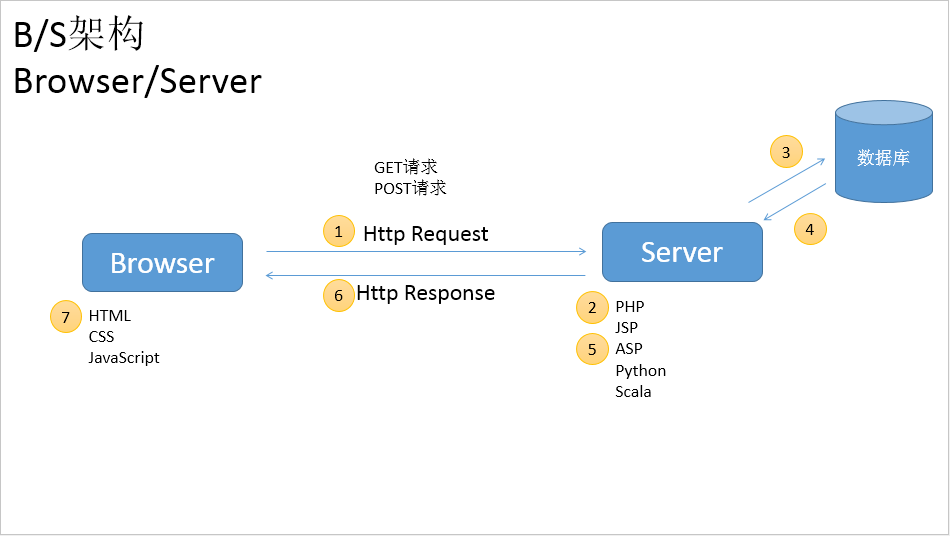 B/S架构
Browser/Server
GET请求
POST请求
1 Http Request
Browser
Server
数据库
3
4
6 Http Response
7 HTML
CSS
JavaScript
2 PHP
JSP
5 ASP
Python
Scala